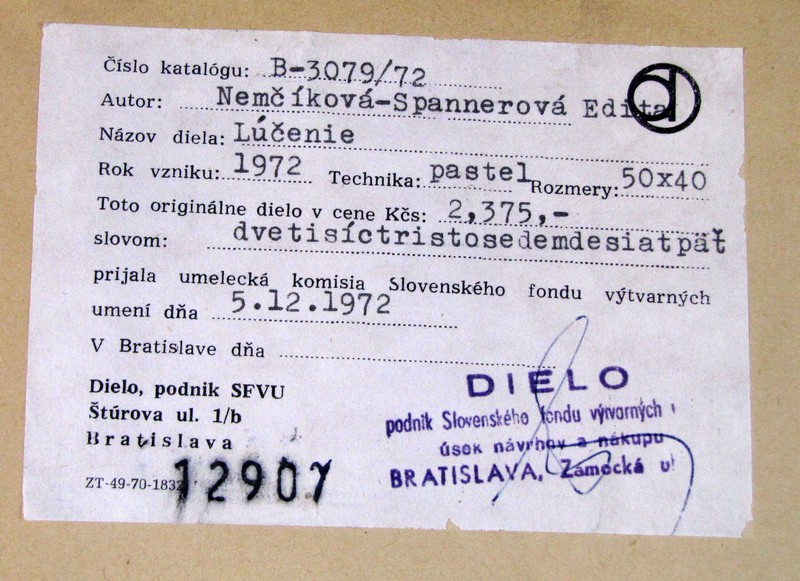 Číslo katalógu: B-3079/72
Autor: Nemčíková-Spannerová Edita
Názov diela: Lúčenie
Rok vzniku: 1972 Technika: pastel Rozmery: 50x40
Toto originálne dielo v cene Kčs: 2,375,-
slovom: dvetisíctristosedemdesiatpäť
prijala umelecká komisia Slovenského fondu výtvarných
umení dňa 5.12.1972
V Bratislave dňa
Dielo, podnik SFVU
Štúrova ul. 1/b
Bratislava
ZT-49-70-1832
12907
DIELO
podnik Slovenského fondu výtvarných
úsek návrhov a nákupu
BRATISLAVA, Zámocká ul